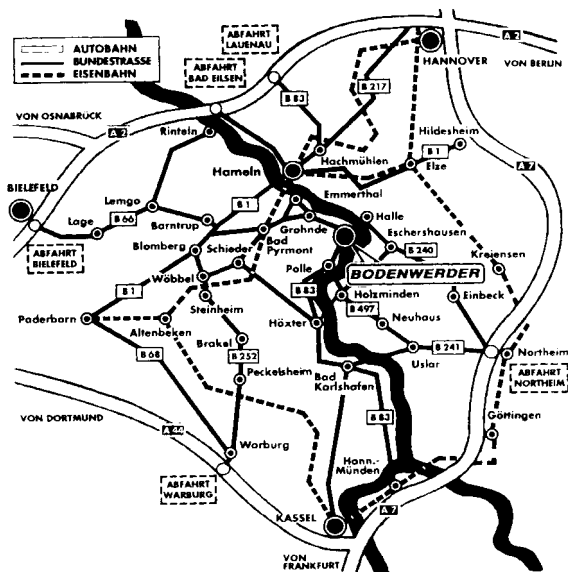 AUTOBAHN
BUNDESTRASSE
EISENBAHN
ABFAHRT
LAUENAU
ABFAHRT
BAD EILSEN
A 2
HANNOVER
VON BERLIN
B 83
B 217
VON OSNABRÜCK
A 2
Rinteln
Hachmühlen
Hildesheim
B 1
Elze
A 7
Hameln
BIELEFELD
Lemgo
Lage
B 66
Barntrup
B 1
Emmerthal
Halle
Grohnde
Eschershausen
ABFAHRT
BIELEFELD
Blomberg
Schieder
Bad
Pyrmont
B 240
Kreiensen
Wöbbel
Polle
BODENWERDER
B 1
Steinheim
B 83
Holzminden
Einbeck
Paderborn
Altenbeken
B 497
Neuhaus
Höxter
Brakel
B 68
B 252
Peckelsheim
B 241
Uslar
Northeim
Bad
Karlshafen
ABFAHRT
NORTHEIM
VON DORTMUND
A 44
B 83
Göttingen
Warburg
Hann.-
Münden
ABFAHRT
WARBURG
KASSEL
A 7
VON
FRANKFURT